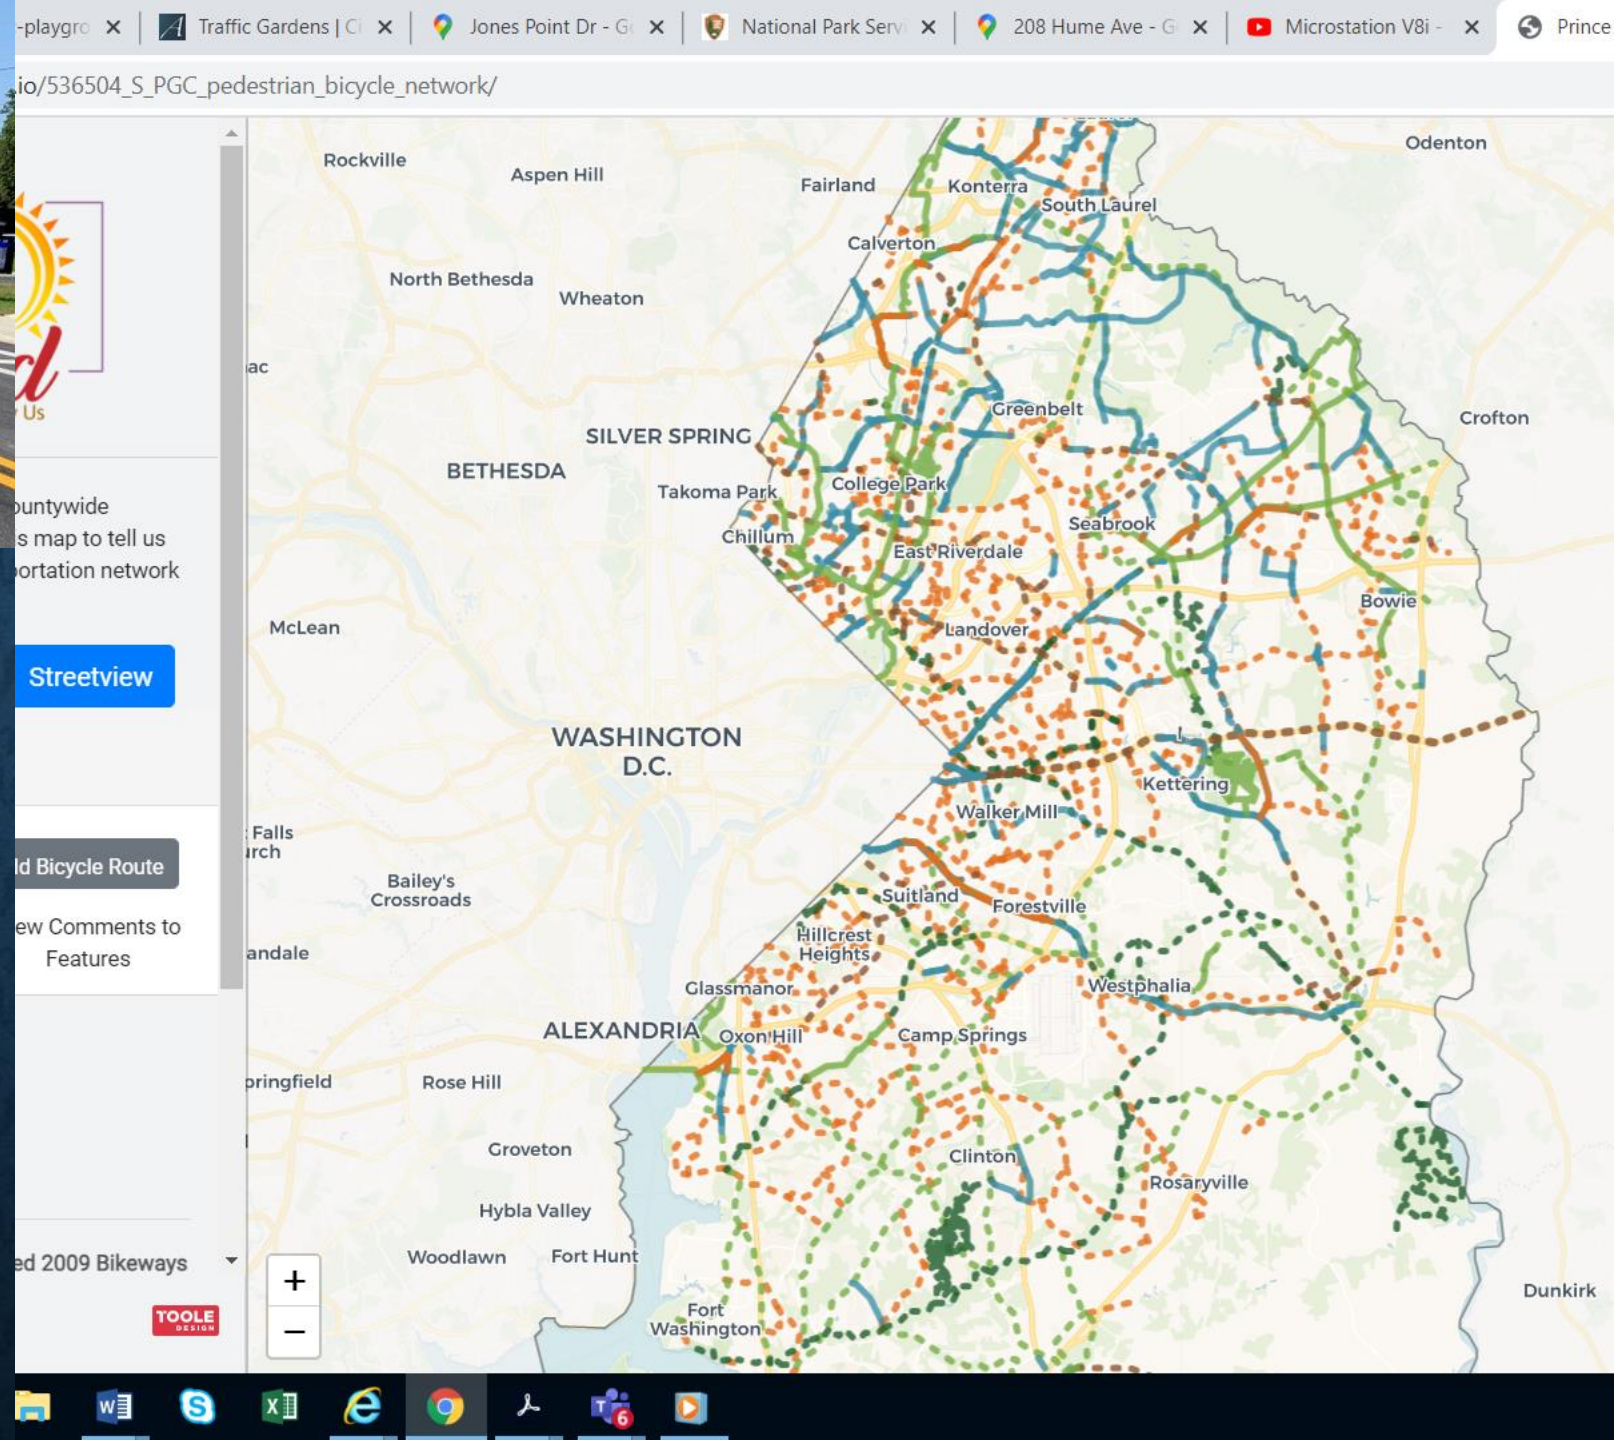 -playgro
Traffic Gardens | Ci
Jones Point Dr - G
National Park Serv
208 Hume Ave - G
Microstation V8i -
Prince
.io/536504_S_PGC_pedestrian_bicycle_network/
Us
ountywide
s map to tell us
ortation network
Streetview
ld Bicycle Route
ew Comments to
Features
ed 2009 Bikeways
TOOLE
DESIGN
Rockville
Aspen Hill
Fairland
Konterra
Odenton
South Laurel
Calverton
North Bethesda
Wheaton
ac
Greenbelt
Crofton
SILVER SPRING
BETHESDA
Takoma Park
College Park
Seabrook
Chillum
East Riverdale
Bowie
McLean
Landover
WASHINGTON
D.C.
Kettering
Walker Mill
Falls
urch
Bailey's
Crossroads
Suitland
Forestville
Hillcrest
Heights
andale
Glassmanor
Westphalia
ALEXANDRIA
Oxon Hill
Camp Springs
pringfield
Rose Hill
Groveton
Clinton
Rosaryville
Hybla Valley
Woodlawn
Fort Hunt
Dunkirk
Fort
Washington
+
−
W
S
X
T
6